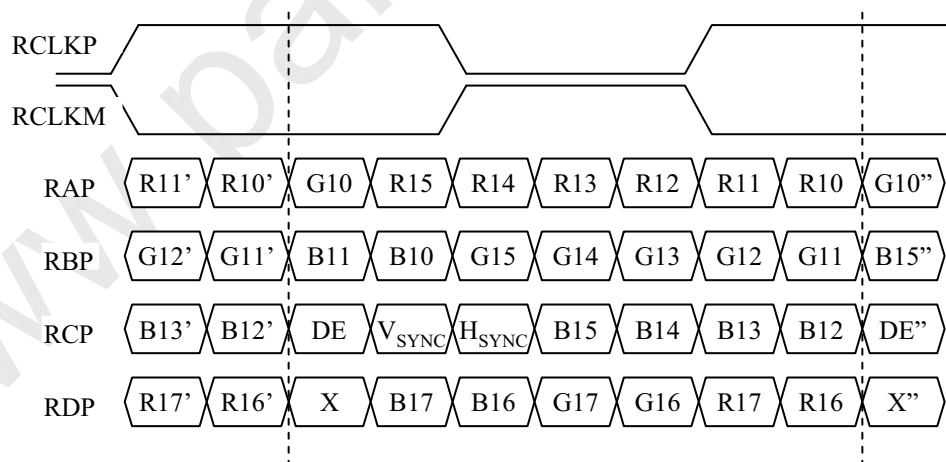 RCLKP
RCLKM
RAP R11’ R10’ G10 R15 R14 R13 R12 R11 R10 G10”
RBP G12’ G11’ B11 B10 G15 G14 G13 G12 G11 B15”
RCP B13’ B12’ DE VSYNC HSYNC B15 B14 B13 B12 DE”
RDP R17’ R16’ X B17 B16 G17 G16 R17 R16 X”